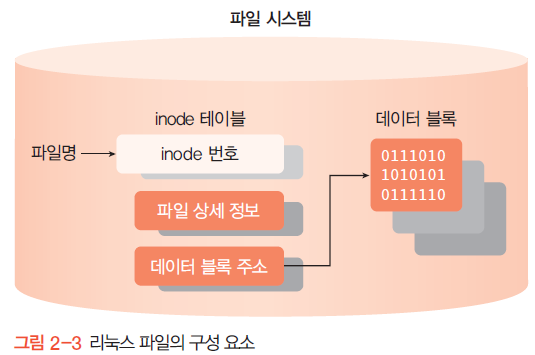 파일 시스템
inode 테이블
데이터 블록
파일명
inode 번호
0111010
1010101
0111110
파일 상세 정보
데이터 블록 주소
그림 2-3 리눅스 파일의 구성 요소